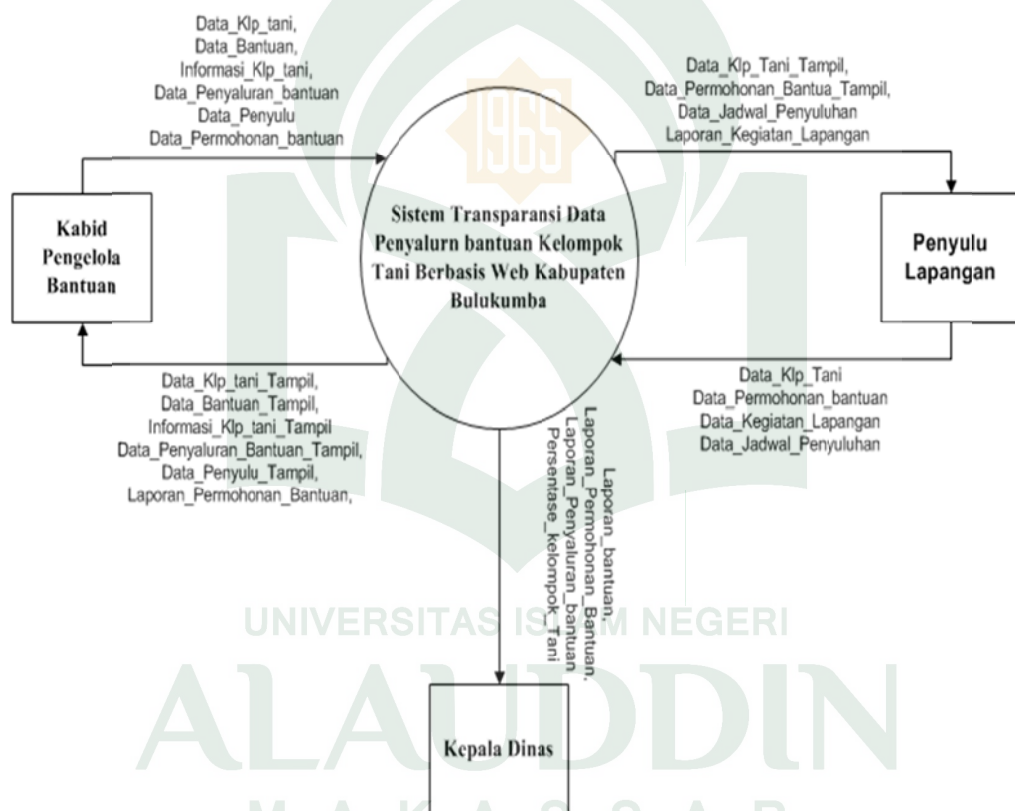 Data_Klp_tani,
Data_Bantuan,
Informasi_Klp_tani,
Data_Penyaluran_bantuan
Data_Penyulu
Data_Permohonan_bantuan
Data_Klp_Tani_Tampil,
Data_Permohonan_Bantua_Tampil,
Data_Jadwal_Penyuluhan
Laporan_Kegiatan_Lapangan
1965
Kabid
Pengelola
Bantuan
Sistem Transparansi Data
Penyalurn bantuan Kelompok
Tani Berbasis Web Kabupaten
Bulukumba
Penyulu
Lapangan
Data_Klp_tani_Tampil,
Data_Bantuan_Tampil,
Informasi_Klp_tani_Tampil
Data_Penyaluran_Bantuan_Tampil,
Data_Penyulu_Tampil,
Laporan_Permohonan_Bantuan,
Data_Klp_Tani
Data_Permohonan_bantuan
Data_Kegiatan_Lapangan
Data_Jadwal_Penyuluhan
Laporan_bantuan,
Laporan_Permohonan_Bantuan,
Laporan_Penyaluran_bantuan
Persentase_kelompok_Tani
UNIVERSITAS ISLAM NEGERI
ALAUDDIN
Kepala Dinas
MAKASSAR